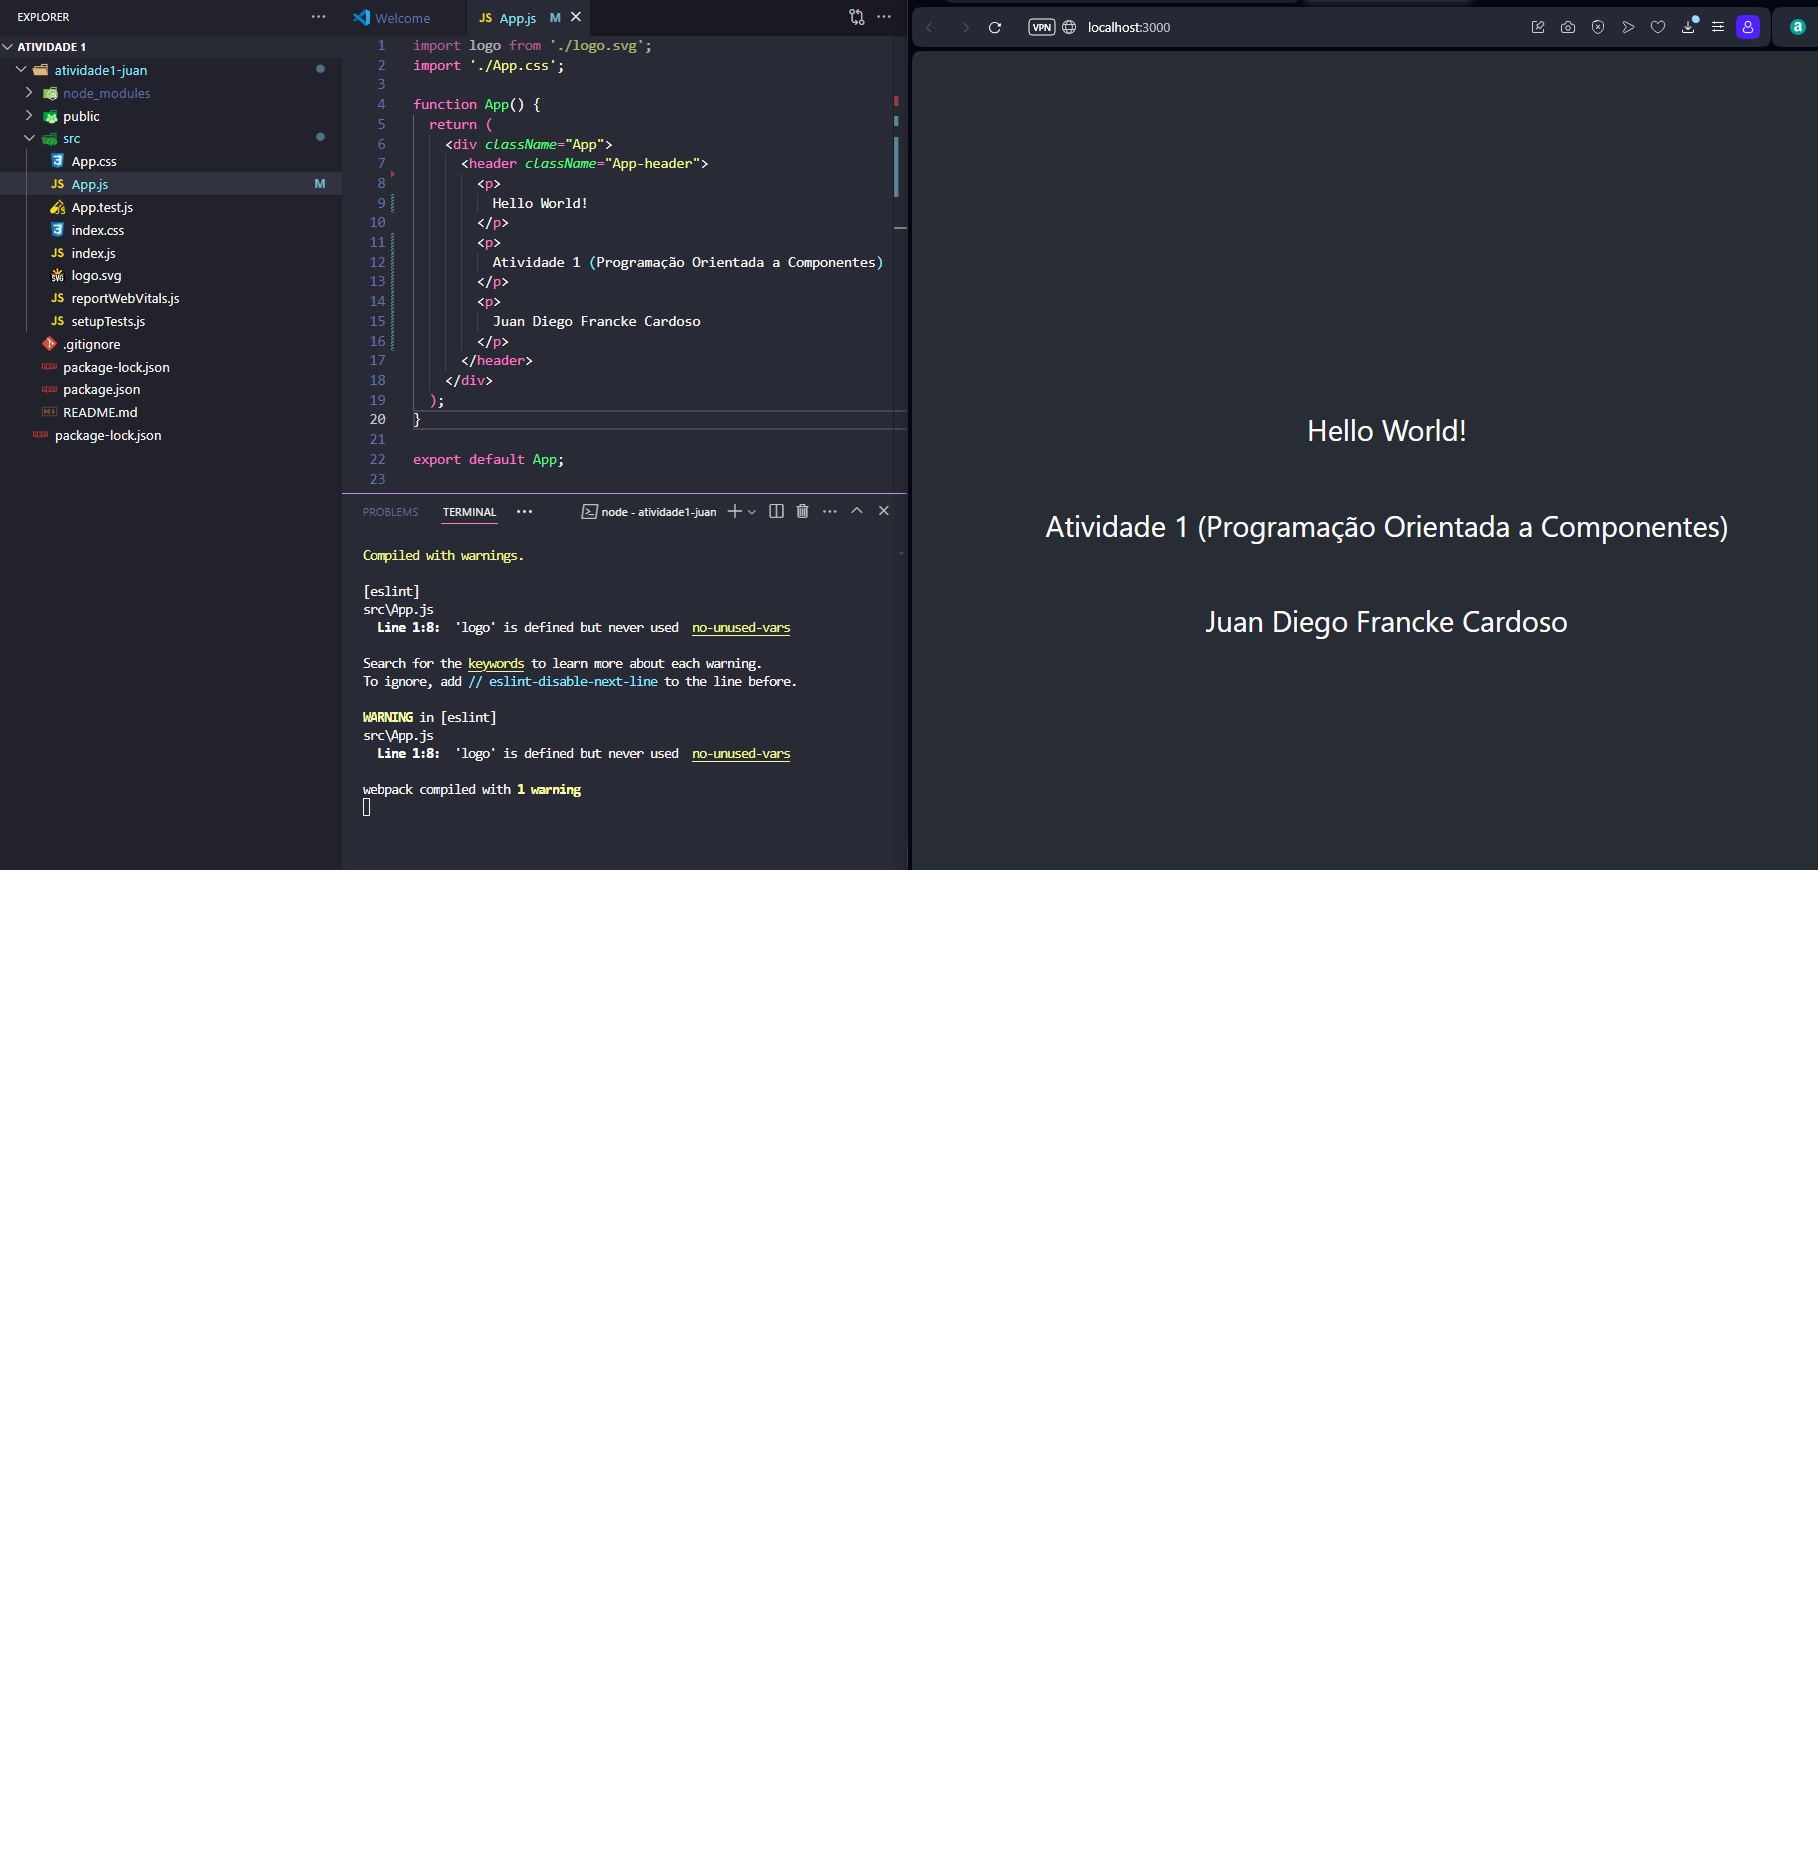 EXPLORER
ATIVIDADE 1
atividade1-juan
node_modules
public
src
App.css
JS App.js M
App.test.js
index.css
JS index.js
logo.svg
JS reportWebVitals.js
JS setupTests.js
.gitignore
package-lock.json
package.json
README.md
package-lock.json
Welcome
JS App.js M
1 import logo from './logo.svg';
2 import './App.css';
3
4 function App() {
5 return (
6 <div className="App">
7 <header className="App-header">
8 <p>
9 Hello World!
10 </p>
11 <p>
12 Atividade 1 (Programação Orientada a Componentes)
13 </p>
14 <p>
15 Juan Diego Francke Cardoso
16 </p>
17 </header>
18 </div>
19 );
20 }
21
22 export default App;
23
PROBLEMS TERMINAL node - atividade1-juan
Compiled with warnings.
[eslint]
src\App.js
Line 1:8: 'logo' is defined but never used no-unused-vars
Search for the keywords to learn more about each warning.
To ignore, add // eslint-disable-next-line to the line before.
WARNING in [eslint]
src\App.js
Line 1:8: 'logo' is defined but never used no-unused-vars
webpack compiled with 1 warning
VPN localhost:3000
a
Hello World!
Atividade 1 (Programação Orientada a Componentes)
Juan Diego Francke Cardoso